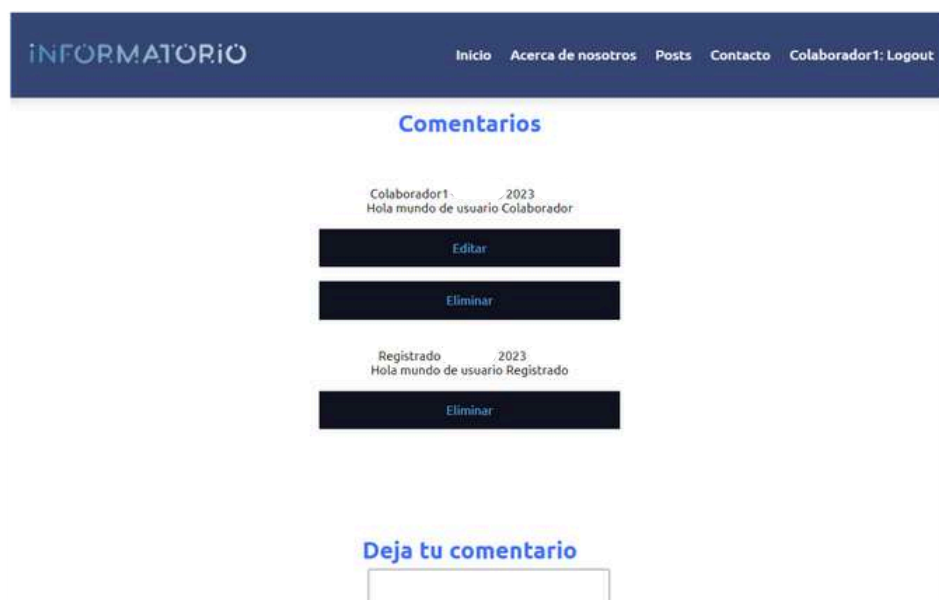 iNFORMATORiO
Inicio Acerca de nosotros Posts Contacto Colaborador1: Logout
Comentarios
Colaborador1 2023
Hola mundo de usuario Colaborador
Editar
Eliminar
Registrado 2023
Hola mundo de usuario Registrado
Eliminar
Deja tu comentario